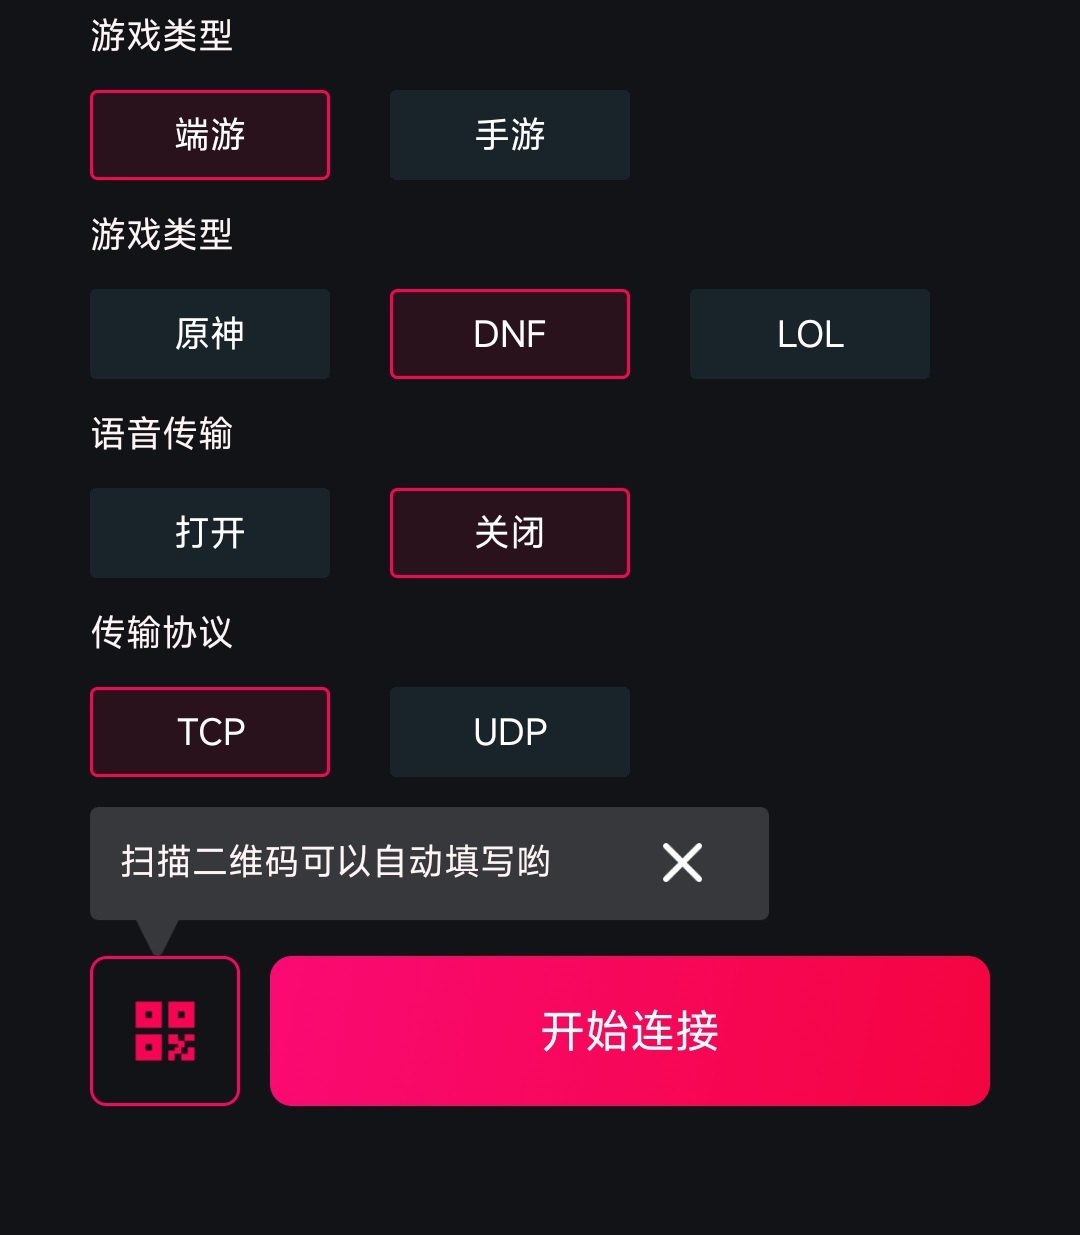 游戏类型
端游 手游
游戏类型
原神 DNF LOL
语音传输
打开 关闭
传输协议
TCP UDP
扫描二维码可以自动填写哟
开始连接